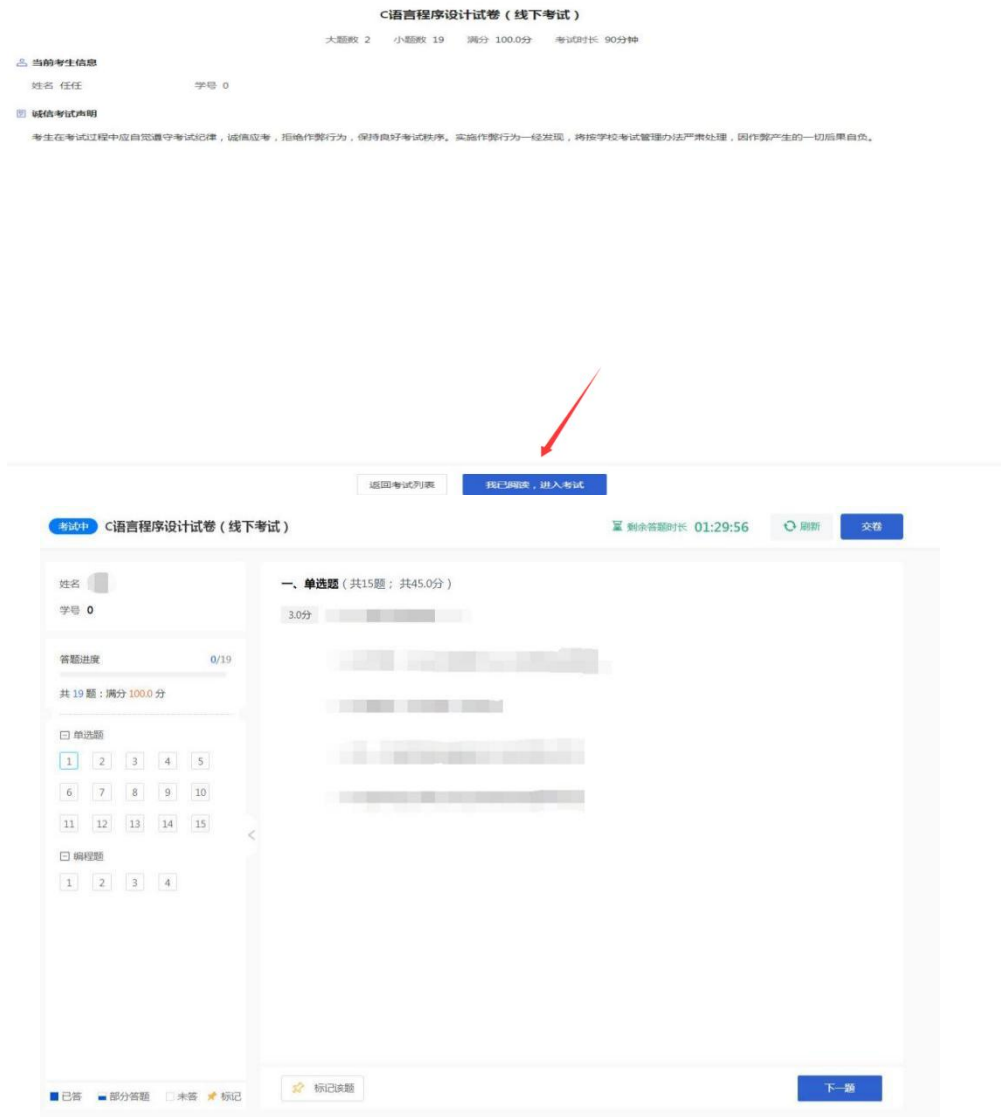 C语言程序设计试卷（线下考试）
大题数 2 小题数 19 满分 100.0分 考试时长 90分钟
当前考生信息
姓名 任任 学号 0
诚信考试声明
考生在考试过程中应自觉遵守考试纪律，诚信应考，拒绝作弊行为，保持良好考试秩序。实施作弊行为一经发现，将按学校考试管理办法严肃处理，因作弊产生的一切后果自负。
返回考试列表 我已阅读，进入考试
考试中 C语言程序设计试卷（线下考试） 剩余答题时长 01:29:56 刷新 交卷
姓名
学号 0
答题进度 0/19
共 19 题；满分 100.0 分
单选题
1 2 3 4 5
6 7 8 9 10
11 12 13 14 15
编程题
1 2 3 4
已答 部分答题 未答 标记
一、单选题（共15题；共45.0分）
3.0分
标记该题 下一题